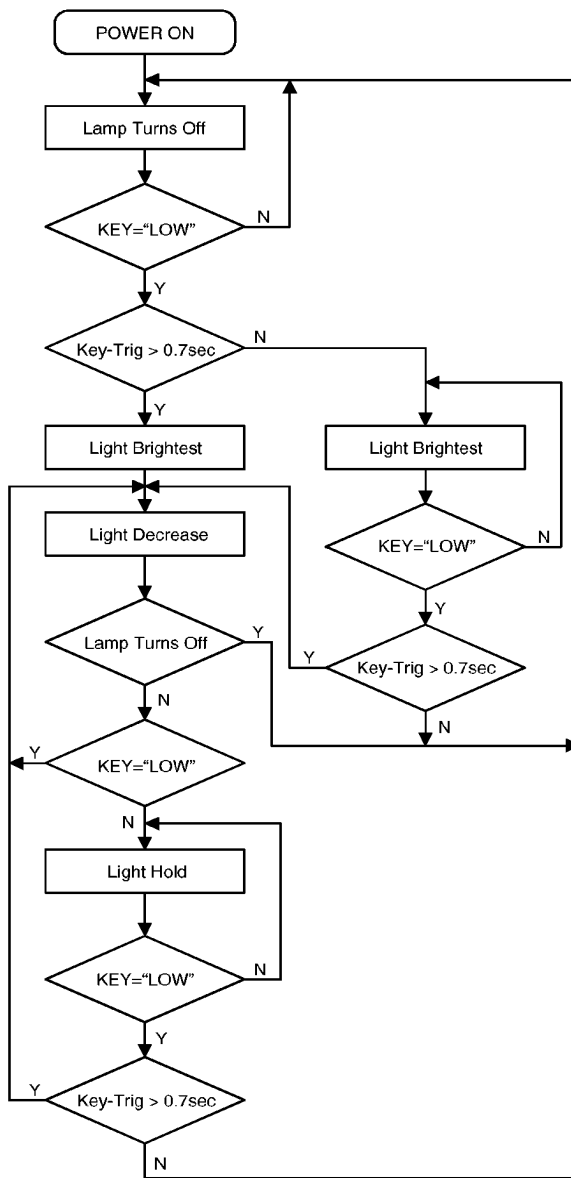 POWER ON
Lamp Turns Off
KEY="LOW"
N
Y
Key-Trig > 0.7sec
N
Y
Light Brightest
Light Brightest
Light Decrease
KEY="LOW"
N
Y
Lamp Turns Off
Y
Y
Key-Trig > 0.7sec
N
N
Y
KEY="LOW"
N
Light Hold
KEY="LOW"
N
Y
Y
Key-Trig > 0.7sec
N